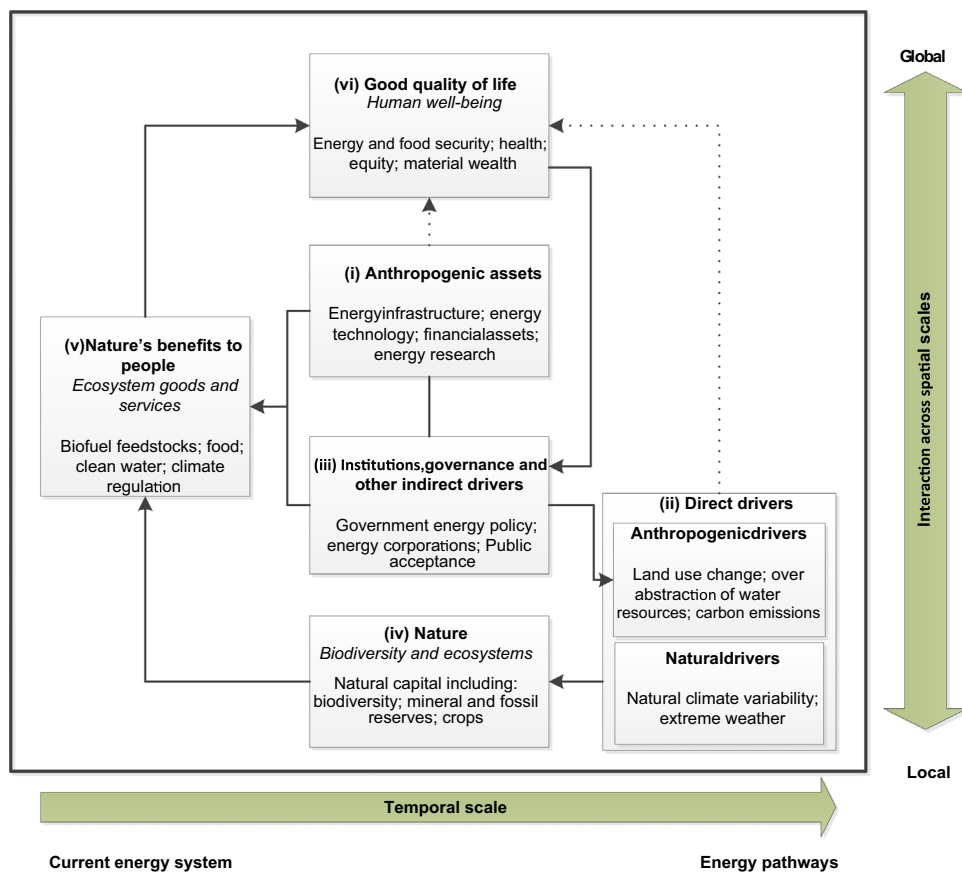 Global
(vi) Good quality of life
Human well-being
Energy and food security; health;
equity; material wealth
(i) Anthropogenic assets
Energyinfrastructure; energy
technology; financialassets;
energy research
(v)Nature's benefits to
people
Ecosystem goods and
services
Biofuel feedstocks; food;
clean water; climate
regulation
(iii) Institutions,governance and
other indirect drivers
Government energy policy;
energy corporations; Public
acceptance
(ii) Direct drivers
Anthropogenicdrivers
Land use change; over
abstraction of water
resources; carbon emissions
Naturaldrivers
Natural climate variability;
extreme weather
(iv) Nature
Biodiversity and ecosystems
Natural capital including:
biodiversity; mineral and fossil
reserves; crops
Interaction across spatial scales
Local
Temporal scale
Current energy system
Energy pathways